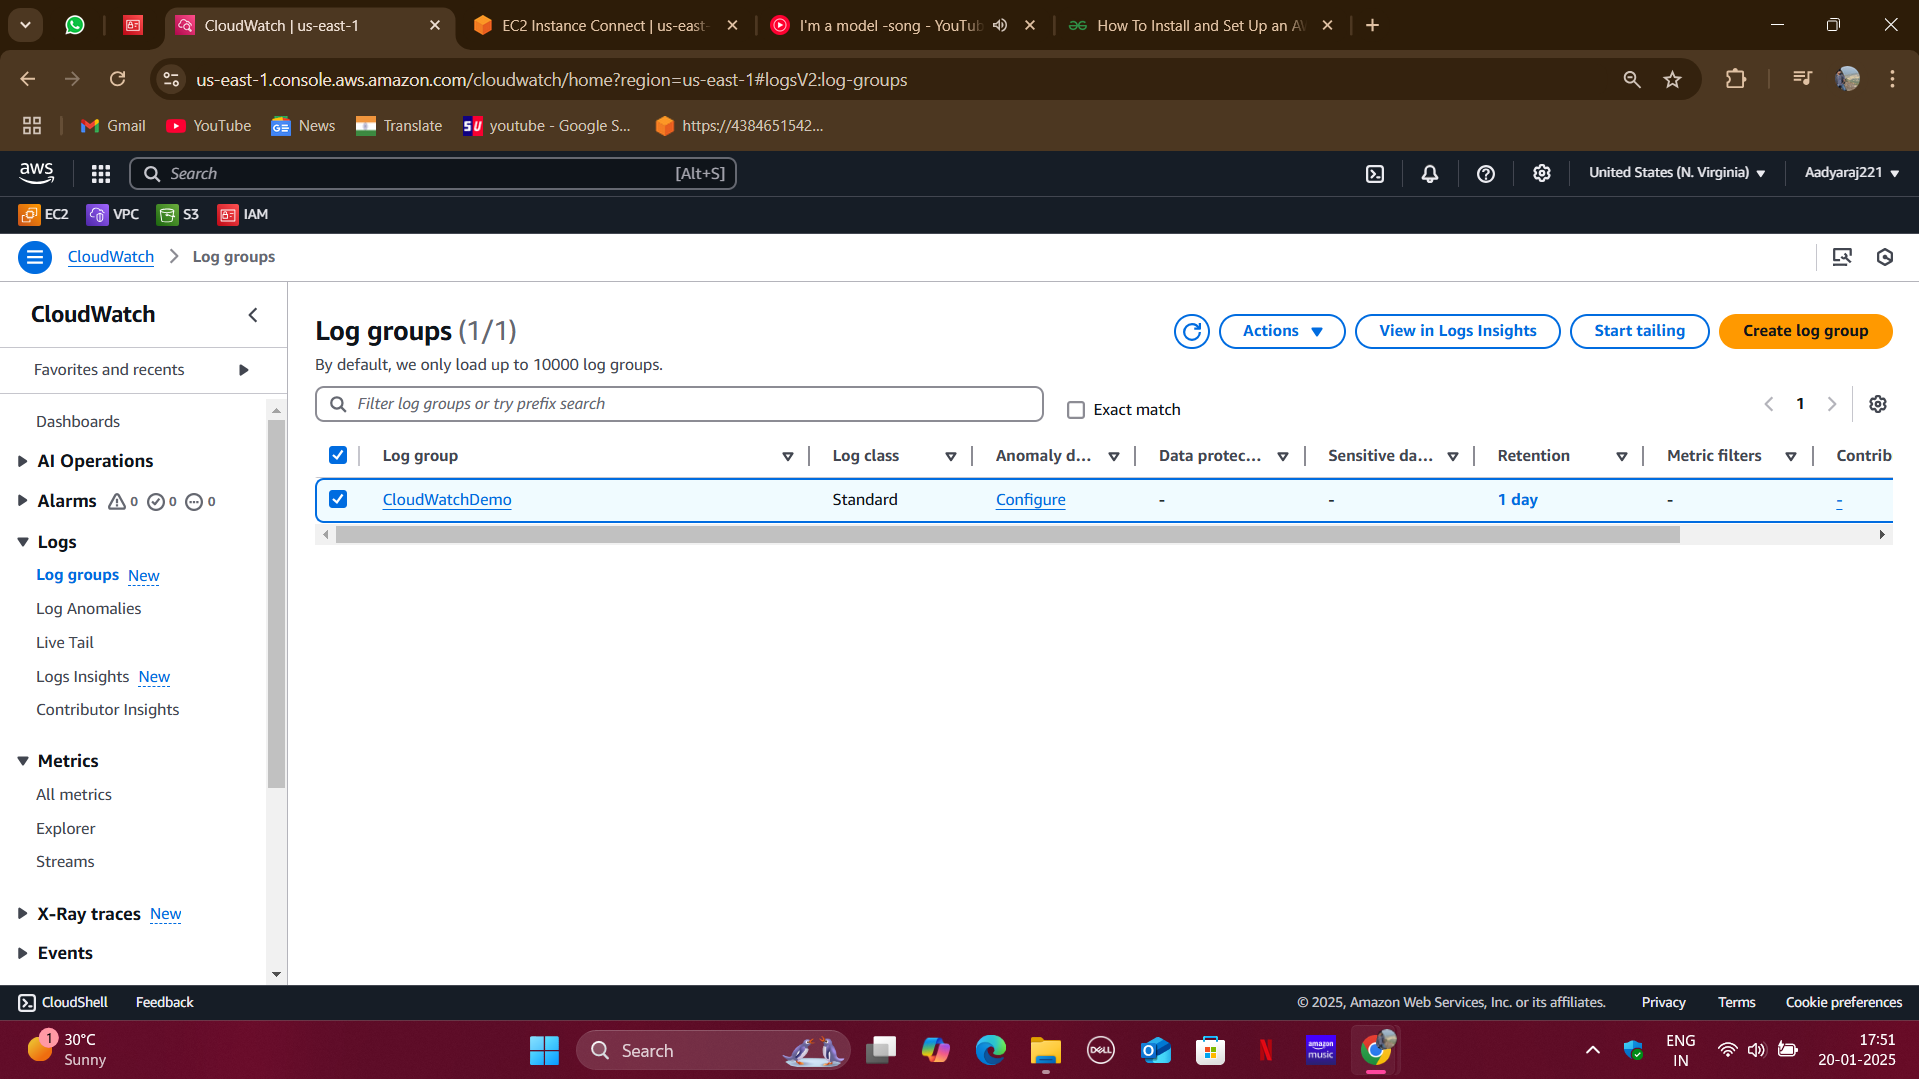 CloudWatch | us-east-1
EC2 Instance Connect | us-east-
I'm a model -song - YouTub
How To Install and Set Up an AW
us-east-1.console.aws.amazon.com/cloudwatch/home?region=us-east-1#logsV2:log-groups
Gmail
YouTube
News
Translate
SU
youtube - Google S...
https://4384651542...
aws
Search
[Alt+S]
United States (N. Virginia)
Aadyaraj221
EC2
VPC
S3
IAM
CloudWatch
Log groups
CloudWatch
Favorites and recents
Dashboards
AI Operations
Alarms 0 0 0
Logs
Log groups New
Log Anomalies
Live Tail
Logs Insights New
Contributor Insights
Metrics
All metrics
Explorer
Streams
X-Ray traces New
Events
Log groups (1/1)
By default, we only load up to 10000 log groups.
Actions
View in Logs Insights
Start tailing
Create log group
Filter log groups or try prefix search
Exact match
1
Log group
Log class
Anomaly d...
Data protec...
Sensitive da...
Retention
Metric filters
Contrib
CloudWatchDemo
Standard
Configure
-
-
1 day
-
-
CloudShell
Feedback
© 2025, Amazon Web Services, Inc. or its affiliates.
Privacy
Terms
Cookie preferences
1
30°C
Sunny
Search
DELL
amazon
music
ENG
IN
17:51
20-01-2025